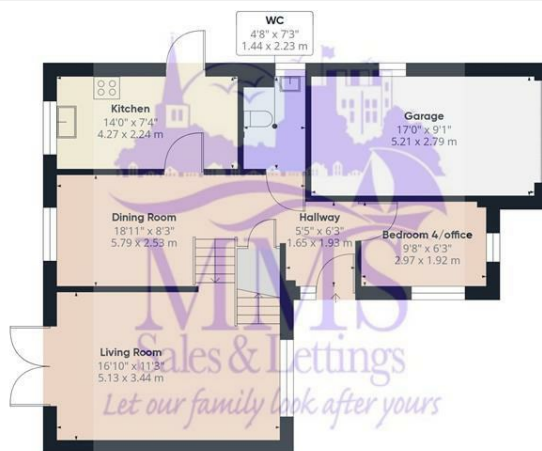 WC
4'8" x 7'3"
1.44 x 2.23 m
Kitchen
14'0" x 7'4"
4.27 x 2.24 m
Garage
17'0" x 9'1"
5.21 x 2.79 m
Dining Room
18'11" x 8'3"
5.79 x 2.53 m
Hallway
5'5" x 6'3"
1.65 x 1.93 m
Bedroom 4/office
9'8" x 6'3"
2.97 x 1.92 m
Living Room
16'10" x 11'3"
5.13 x 3.44 m
MMS
Sales & Lettings
Let our family look after yours